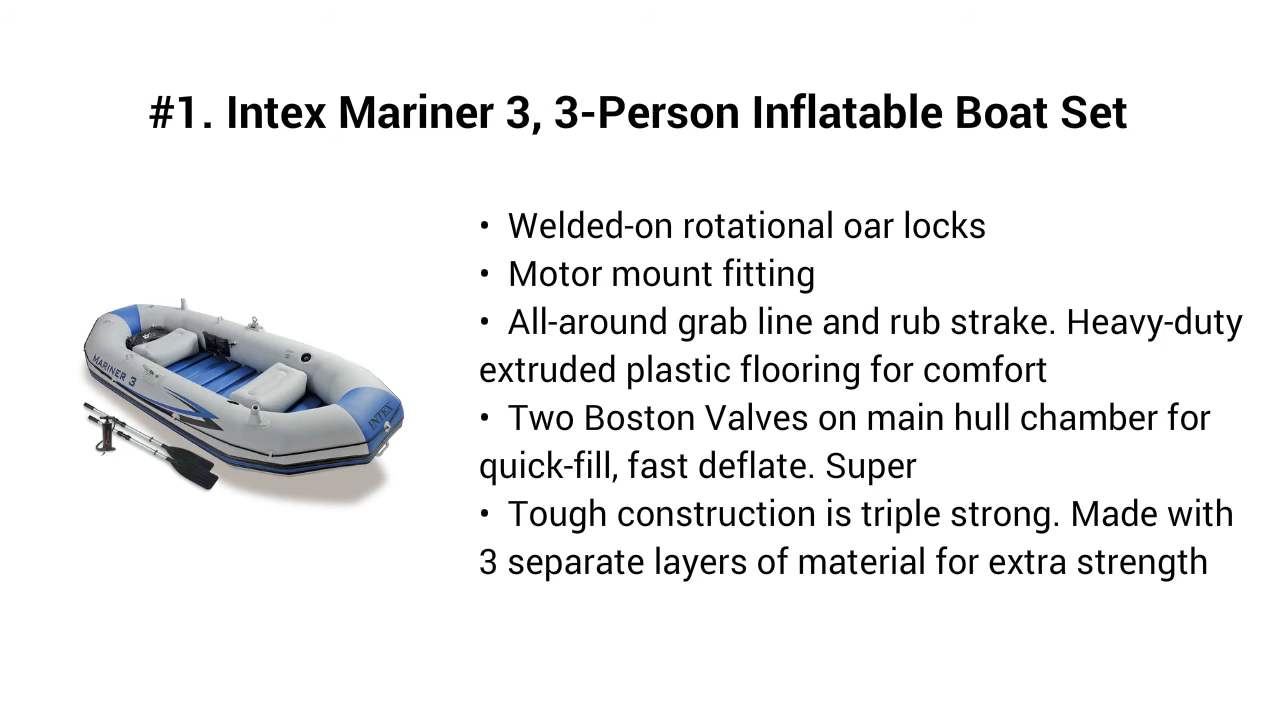 #1. Intex Mariner 3, 3-Person Inflatable Boat Set
• Welded-on rotational oar locks
• Motor mount fitting
• All-around grab line and rub strake. Heavy-duty
extruded plastic flooring for comfort
• Two Boston Valves on main hull chamber for
quick-fill, fast deflate. Super
• Tough construction is triple strong. Made with
3 separate layers of material for extra strength
MARINER 3
INTEX